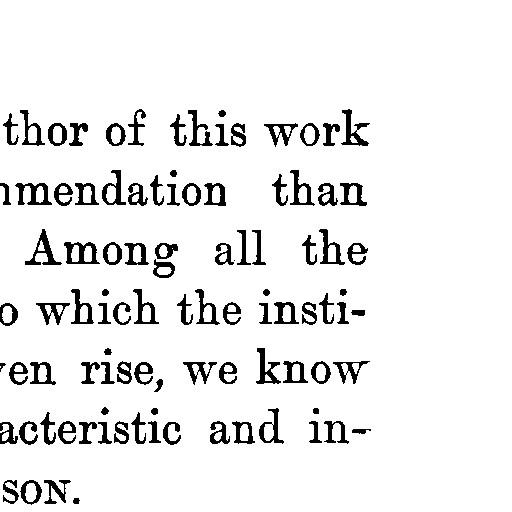 thor of this work
mmendation than
Among all the
o which the insti-
ven rise, we know
acteristic and in-
SON.